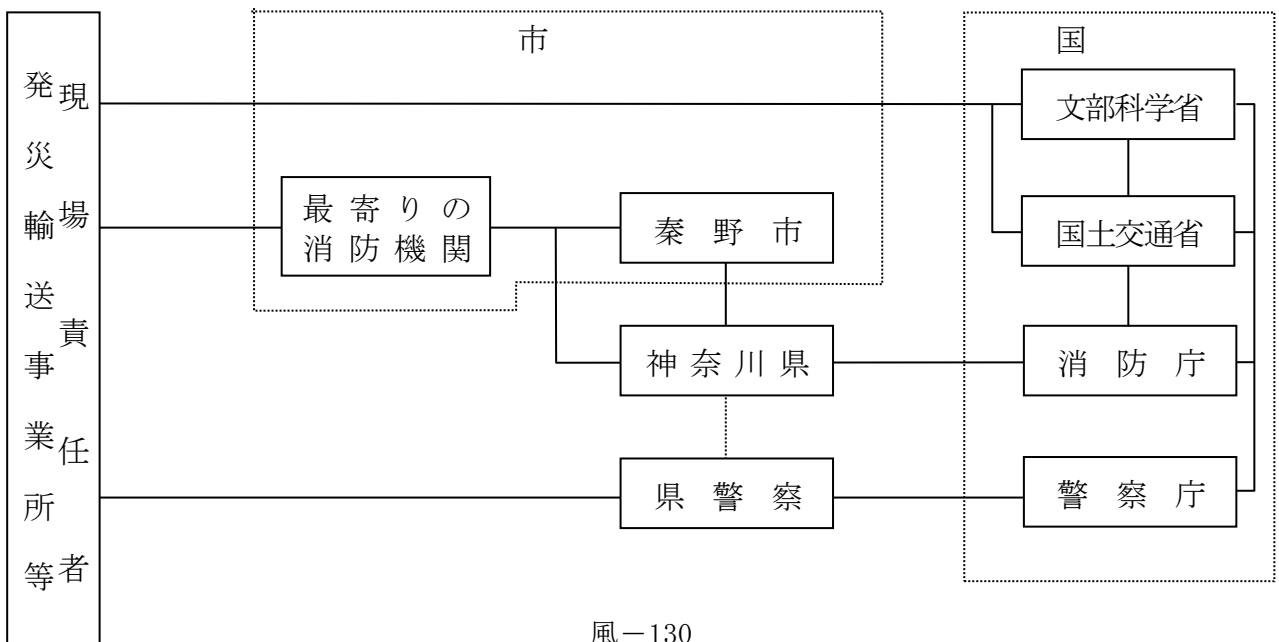 市
国
発災輸送事業所等
現場責任者
文部科学省
最寄りの
消防機関
秦野市
国土交通省
神奈川県
消防庁
県警察
警察庁
風－130